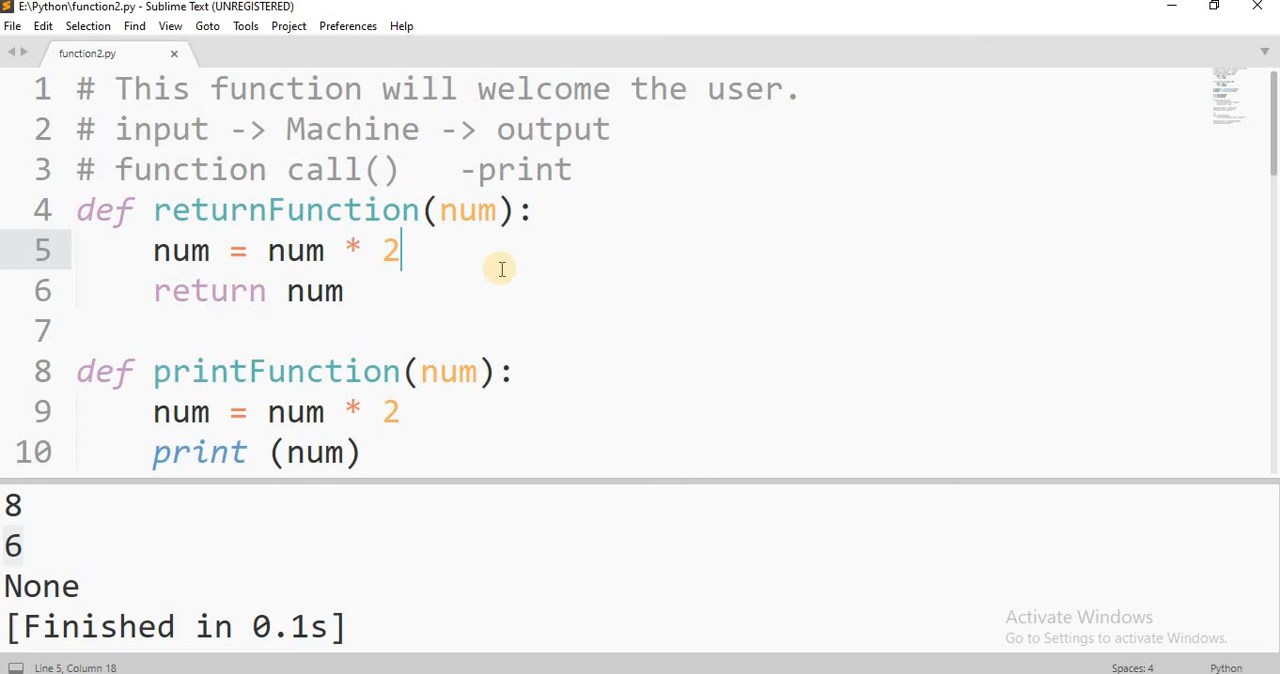 E:\Python\function2.py - Sublime Text (UNREGISTERED)
File Edit Selection Find View Goto Tools Project Preferences Help
function2.py
1 # This function will welcome the user.
2 # input -> Machine -> output
3 # function call()   -print
4 def returnFunction(num):
5     num = num * 2
6     return num
7
8 def printFunction(num):
9     num = num * 2
10     print (num)
8
6
None
[Finished in 0.1s]
Activate Windows
Go to Settings to activate Windows.
Line 5, Column 18 Spaces: 4 Python